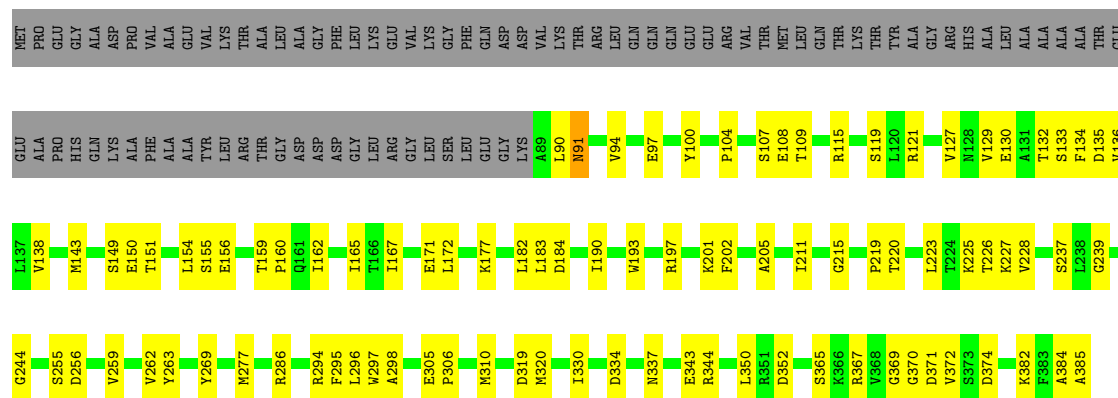 MET PRO GLU GLY ALA ASP PRO VAL ALA GLU VAL LYS THR ALA LEU ALA GLY PHE LEU LYS GLU VAL LYS GLY PHE GLN ASP ASP VAL LYS THR ARG LEU GLN GLN GLN GLU GLU ARG VAL THR MET LEU GLN THR LYS THR TYR ALA GLY ARG HIS ALA LEU ALA ALA ALA ALA THR GLU
GLU ALA PRO HIS GLN LYS ALA PHE ALA ALA TYR LEU ARG THR GLY ASP ASP ASP GLY LEU ARG GLY LEU SER LEU GLU GLY LYS A89 L90 N91 V94 E97 Y100 P104 S107 E108 T109 R115 S119 L120 R121 V127 N128 V129 E130 A131 T132 S133 F134 D135 V136
L137 V138 M143 S149 E150 T151 L154 S155 E156 T159 P160 Q161 I162 I165 T166 I167 E171 L172 K177 L182 L183 D184 I190 W193 R197 K201 F202 A205 I211 G215 P219 T220 L223 T224 K225 T226 K227 V228 S237 L238 G239
G244 S255 D256 V259 V262 Y263 Y269 M277 R286 R294 F295 L296 W297 A298 E305 P306 M310 D319 M320 I330 D334 N337 E343 R344 L350 R351 D352 S365 K366 R367 V368 G369 G370 D371 V372 S373 D374 K382 F383 A384 A385